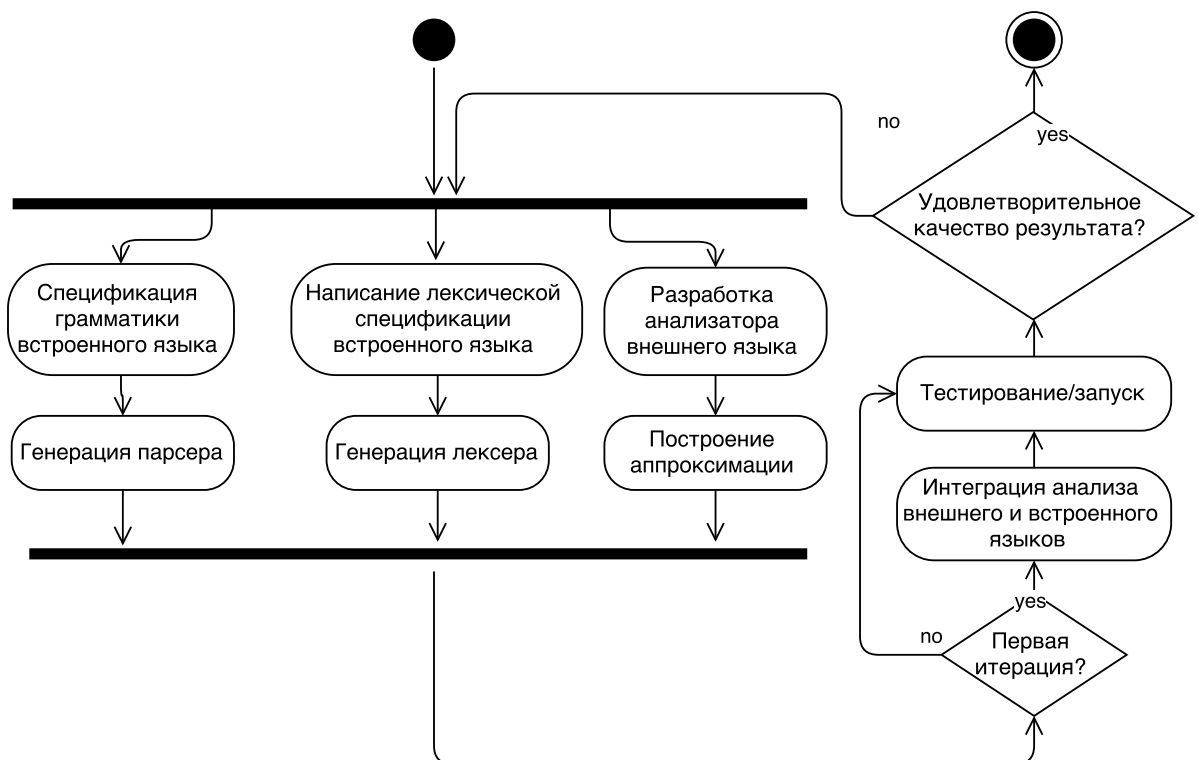 no
yes
Удовлетворительное
качество результата?
Спецификация
грамматики
встроенного языка
Написание лексической
спецификации
встроенного языка
Разработка
анализатора
внешнего языка
Тестирование/запуск
Генерация парсера
Генерация лексера
Построение
аппроксимации
Интеграция анализа
внешнего и встроенного
языков
yes
no
Первая
итерация?